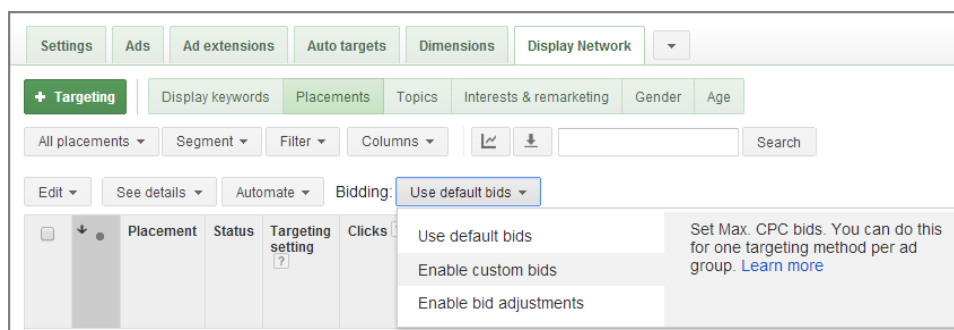 Settings Ads Ad extensions Auto targets Dimensions Display Network
+ Targeting Display keywords Placements Topics Interests & remarketing Gender Age
All placements Segment Filter Columns Search
Edit See details Automate Bidding: Use default bids
Placement Status Targeting setting ? Clicks
Use default bids
Enable custom bids
Enable bid adjustments
Set Max. CPC bids. You can do this
for one targeting method per ad
group. Learn more